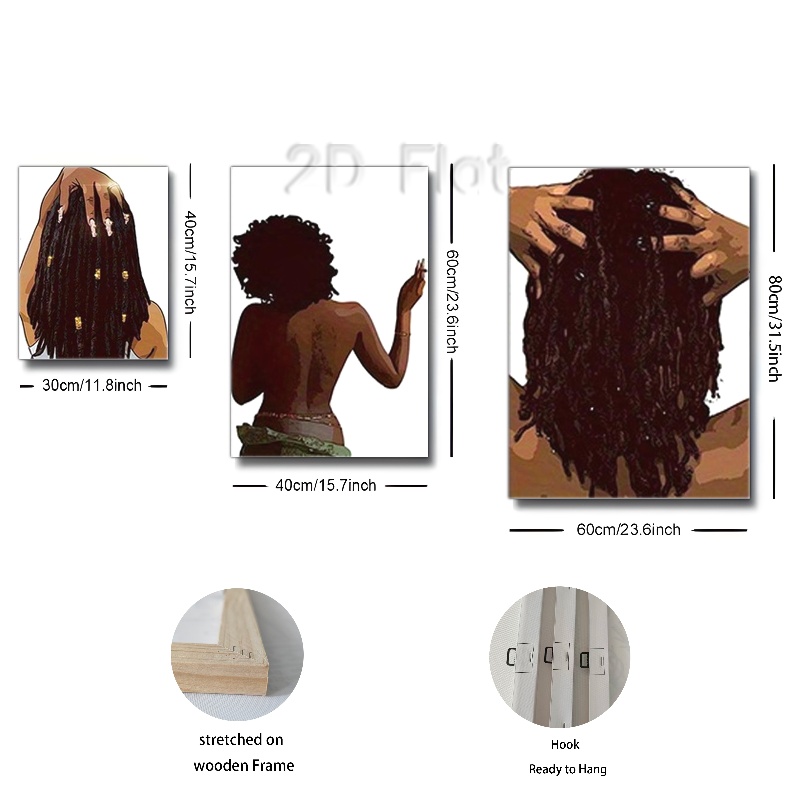 2D Flat
40cm/15.7inch
30cm/11.8inch
60cm/23.6inch
40cm/15.7inch
80cm/31.5inch
60cm/23.6inch
stretched on
wooden Frame
Hook
Ready to Hang